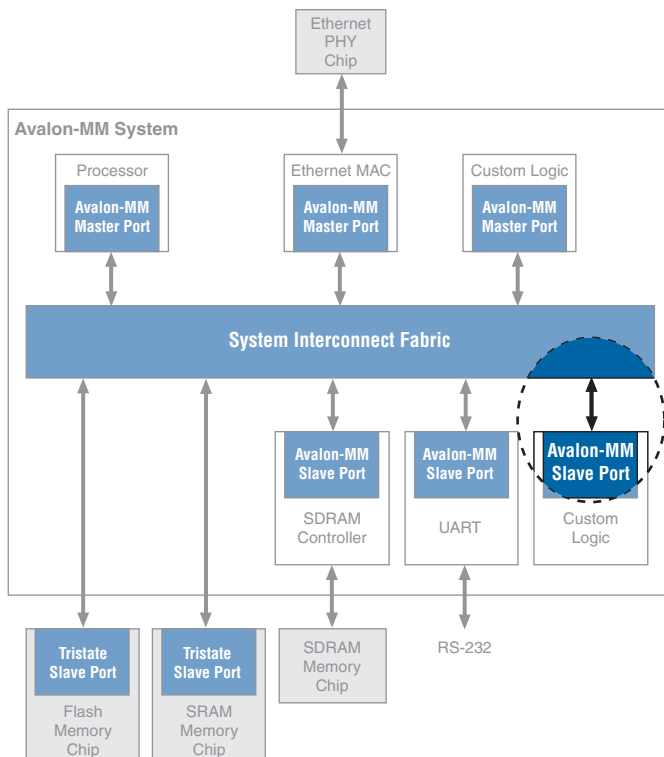 Ethernet
PHY
Chip
Avalon-MM System
Processor
Avalon-MM
Master Port
Ethernet MAC
Avalon-MM
Master Port
Custom Logic
Avalon-MM
Master Port
System Interconnect Fabric
Avalon-MM
Slave Port
SDRAM
Controller
Avalon-MM
Slave Port
UART
Avalon-MM
Slave Port
Custom
Logic
Tristate
Slave Port
Flash
Memory
Chip
Tristate
Slave Port
SRAM
Memory
Chip
SDRAM
Memory
Chip
RS-232